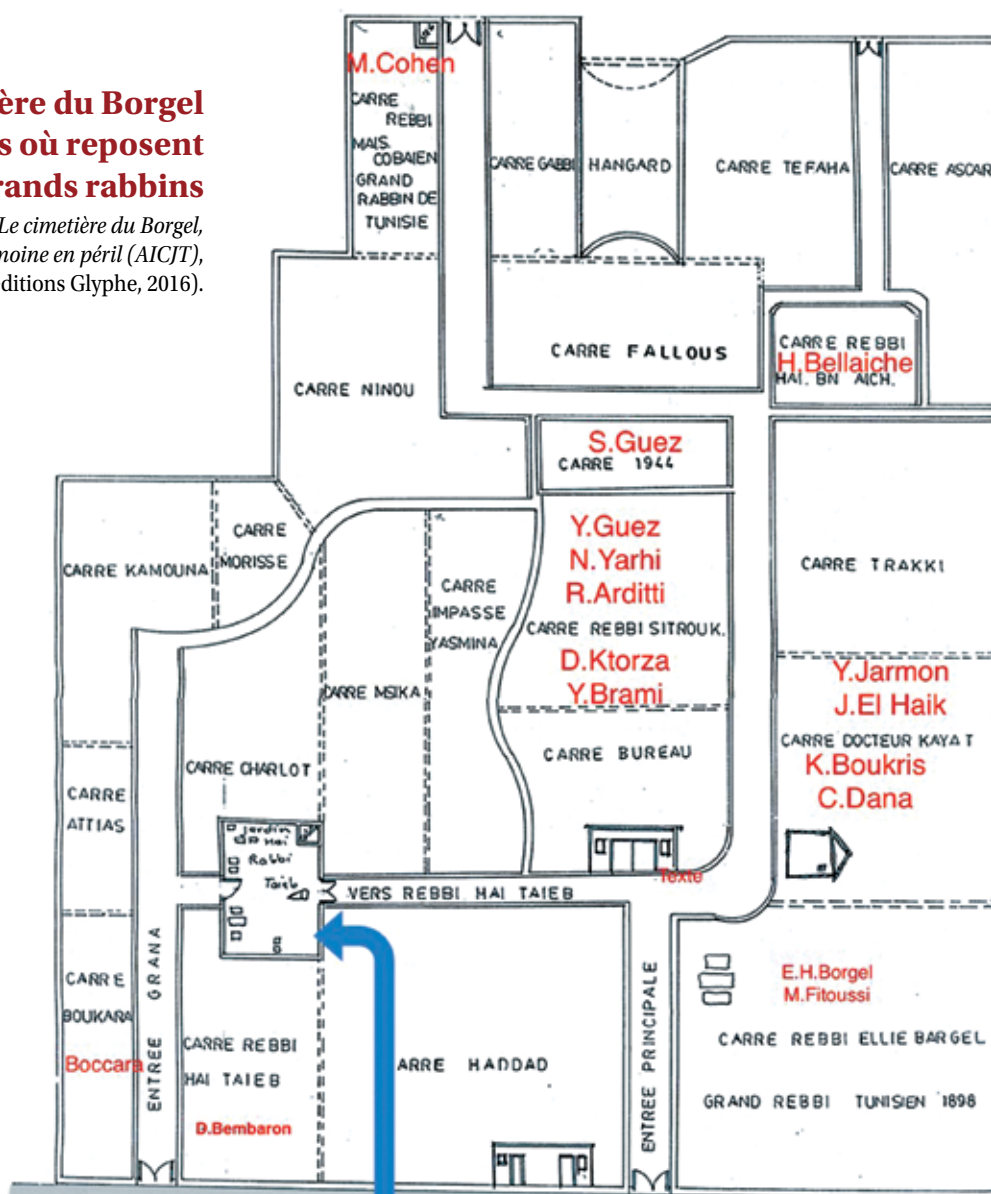 ère du Borgel
s où reposent
rands rabbins
Le cimetière du Borgel,
moine en péril (AICJT),
ditions Glyphe, 2016).
M.Cohen
CARRE
REBBI
MAIS.
COBAIEN
GRAND
RABBIN DE
TUNISIE
CARRE GABBI
HANGARD
CARRE TEFAHA
CARRE ASCAR
CARRE FALLOUS
CARRE REBBI
H.Bellaiche
HAI. BN AICH.
CARRE NINOU
S.Guez
CARRE 1944
CARRE KAMOUNA
CARRE
MORISSE
CARRE
IMPASSE
YASMINA
Y.Guez
N.Yarhi
R.Arditti
CARRE REBBI SITROUK.
D.Ktorza
Y.Brami
CARRE TRAKKI
CARRE MSIKA
CARRE BUREAU
Y.Jarmon
J.El Haik
CARRE DOCTEUR KAYAT
K.Boukris
C.Dana
CARRE CHARLOT
CARRE
ATTIAS
Jardin
Hai
Rabbi
Taieb
Texte
VERS REBBI HAI TAIEB
CARRE
BOUKARA
Boccara
ENTREE GRANA
CARRE REBBI
HAI TAIEB
D.Bembaron
ARRE HADDAD
ENTREE PRINCIPALE
E.H.Borgel
M.Fitoussi
CARRE REBBI ELLIE BARGEL
GRAND REBBI TUNISIEN 1898